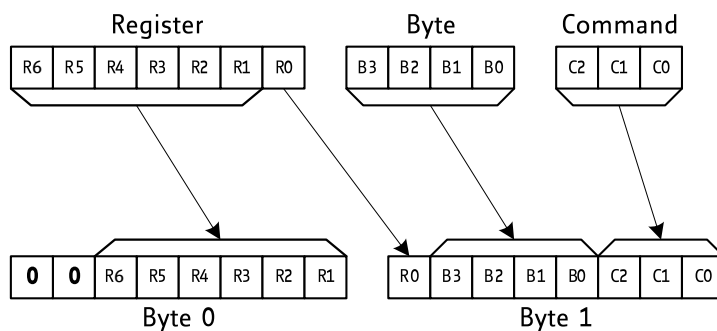 Register Byte Command
R6 R5 R4 R3 R2 R1 R0 B3 B2 B1 B0 C2 C1 C0
0 0 R6 R5 R4 R3 R2 R1 R0 B3 B2 B1 B0 C2 C1 C0
Byte 0 Byte 1